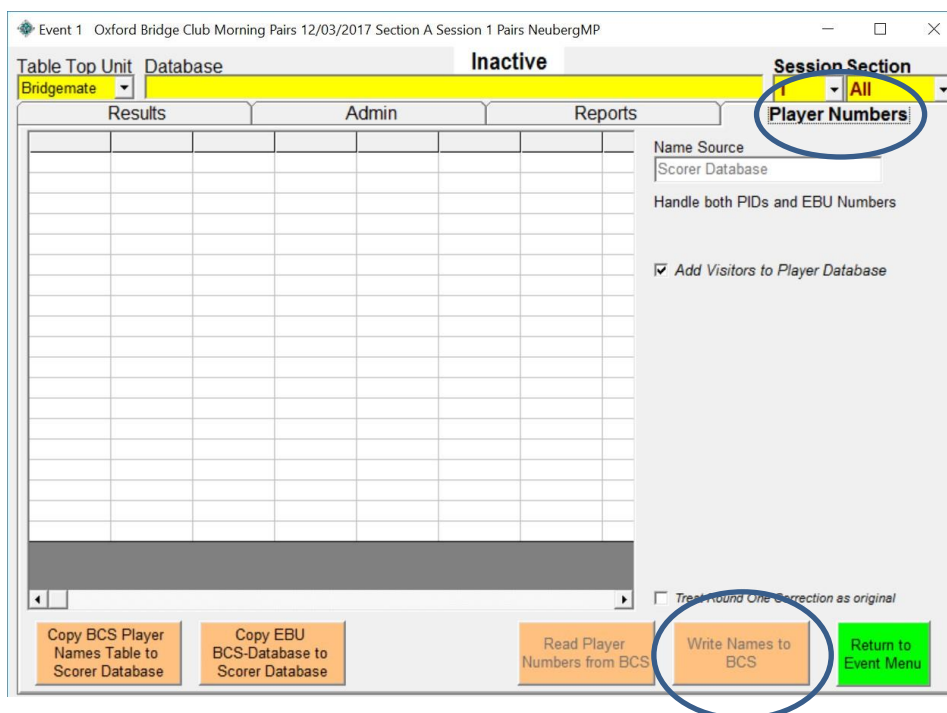 Event 1 Oxford Bridge Club Morning Pairs 12/03/2017 Section A Session 1 Pairs NeubergMP
Table Top Unit Database Inactive Session Section
Bridgemate 1 All
Results Admin Reports Player Numbers
Name Source
Scorer Database
Handle both PIDs and EBU Numbers
Add Visitors to Player Database
Treat Round One Correction as original
Copy BCS Player
Names Table to
Scorer Database
Copy EBU
BCS-Database to
Scorer Database
Read Player
Numbers from BCS
Write Names to
BCS
Return to
Event Menu